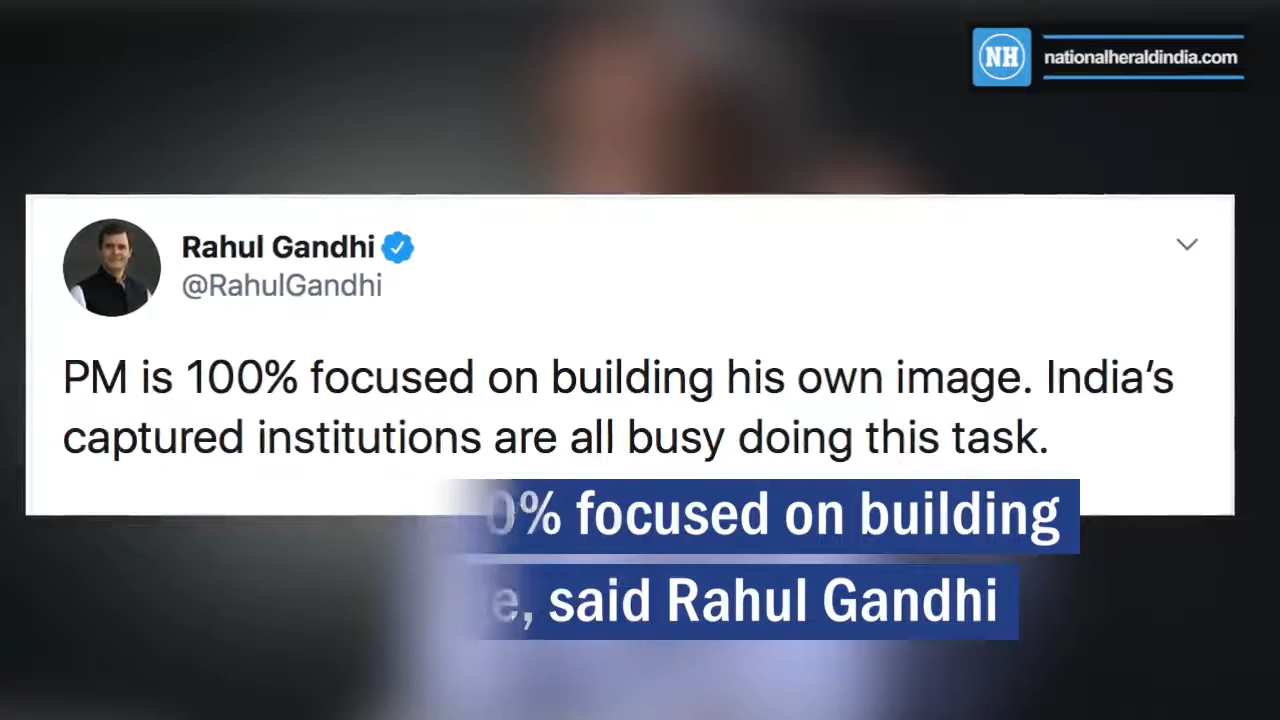 NH
nationalheraldindia.com
Rahul Gandhi
@RahulGandhi
PM is 100% focused on building his own image. India’s
captured institutions are all busy doing this task.
0% focused on building
e, said Rahul Gandhi